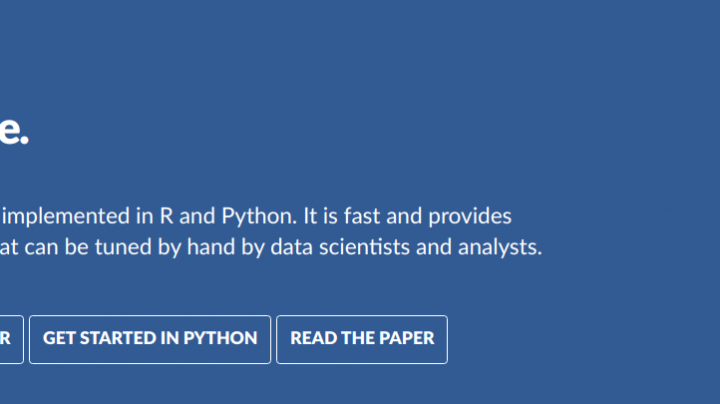 e.
implemented in R and Python. It is fast and provides
at can be tuned by hand by data scientists and analysts.
R GET STARTED IN PYTHON READ THE PAPER